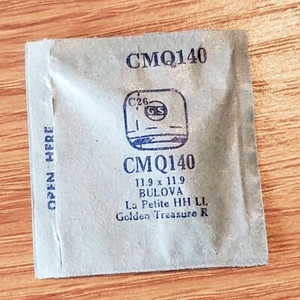 CMQ140
C26
GS
CMQ140
11.9 x 11.9
BULOVA
La Petite HH LL
Golden Treasure R
OPEN HERE